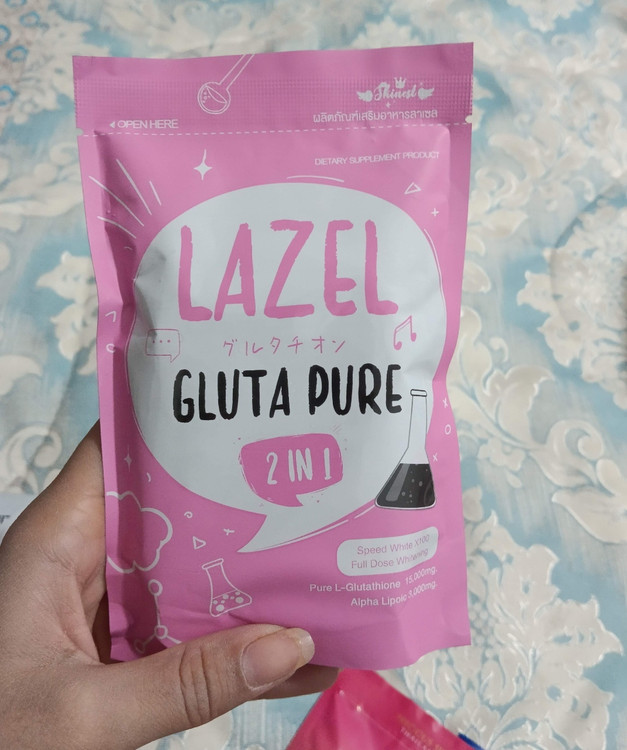 Skinest
ผลิตภัณฑ์เสริมอาหารลาเซล
OPEN HERE
DIETARY SUPPLEMENT PRODUCT
LAZEL
グルタチオン
GLUTA PURE
2 IN 1
Speed White X100
Full Dose Whitening
Pure L-Glutathione 15,000mg.
Alpha Lipoic 3,000mg.